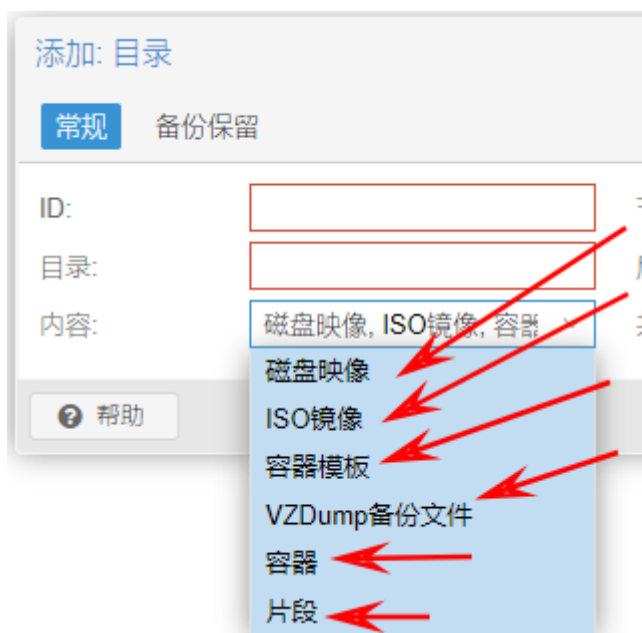 添加: 目录
常规 备份保留
ID:
目录:
内容: 磁盘映像, ISO镜像, 容器
磁盘映像
ISO镜像
容器模板
VZDump备份文件
容器
片段
帮助